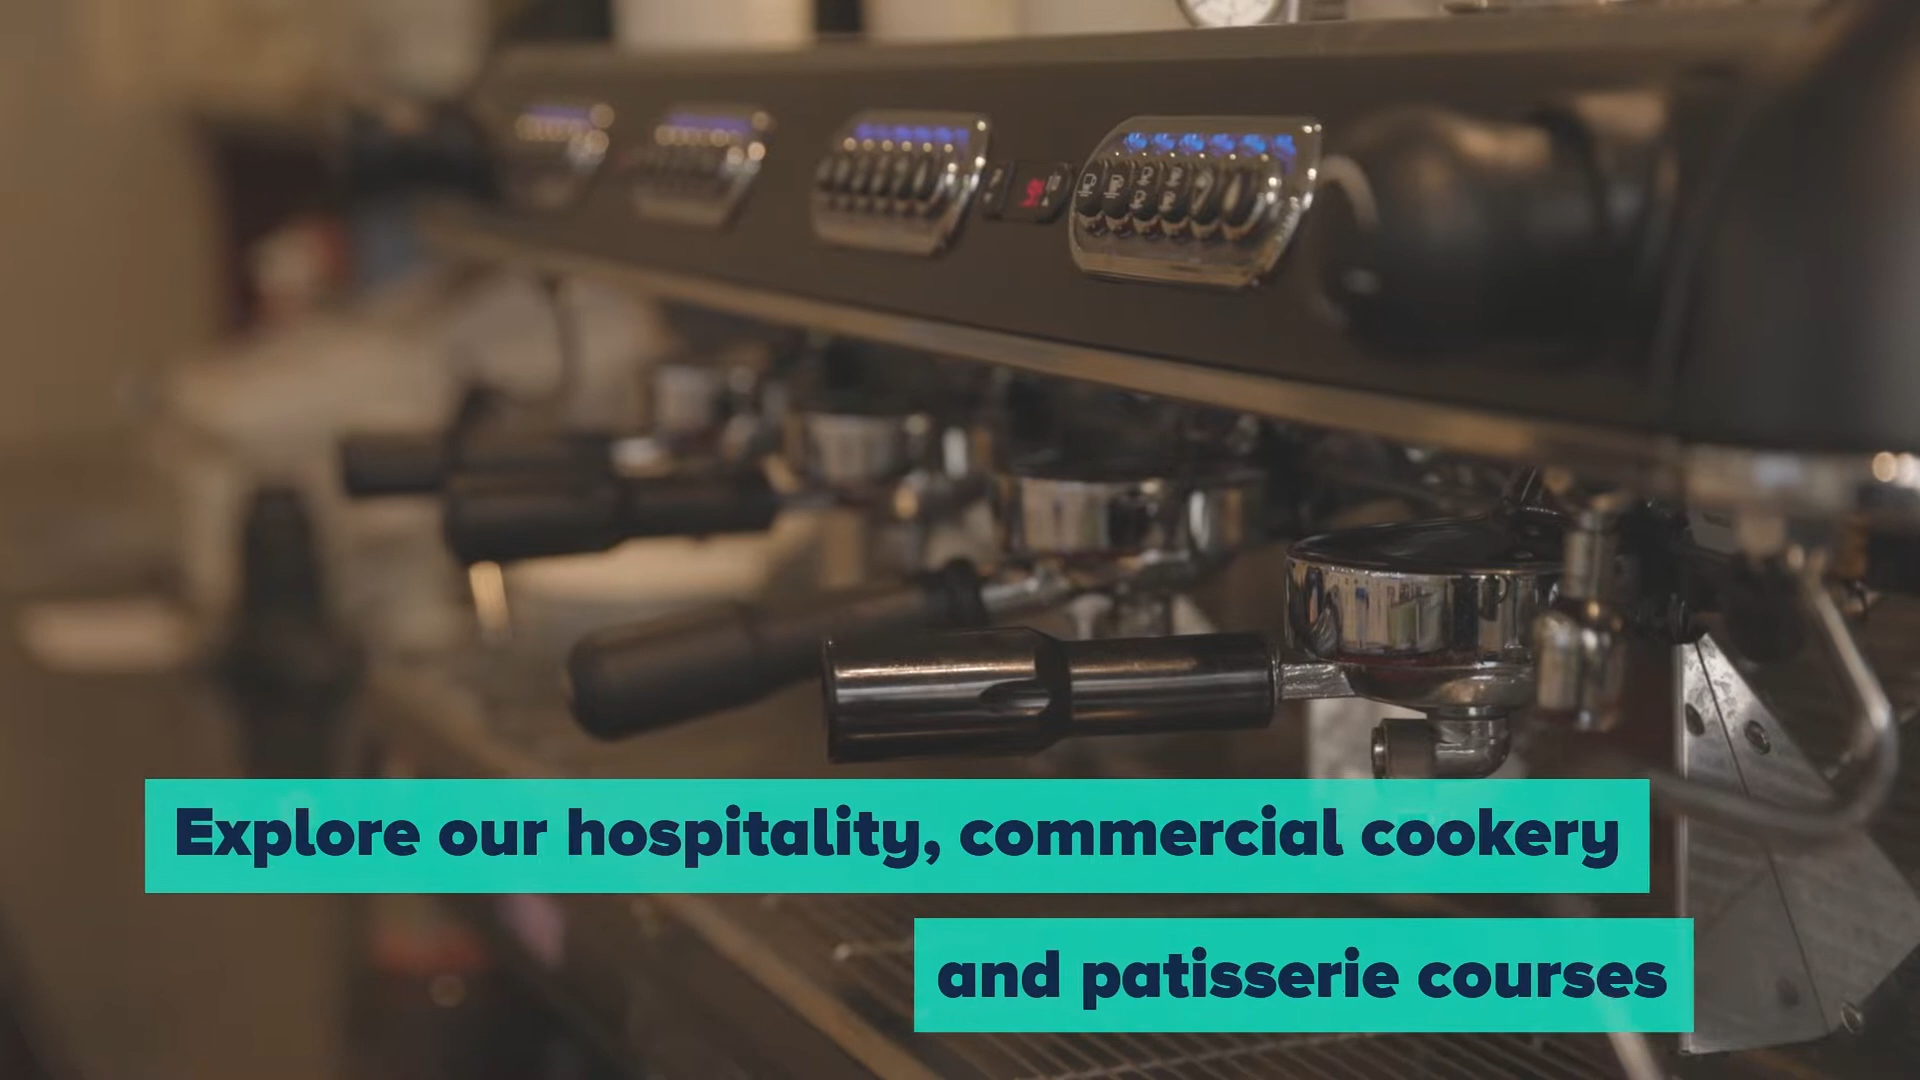 Explore our hospitality, commercial cookery
and patisserie courses